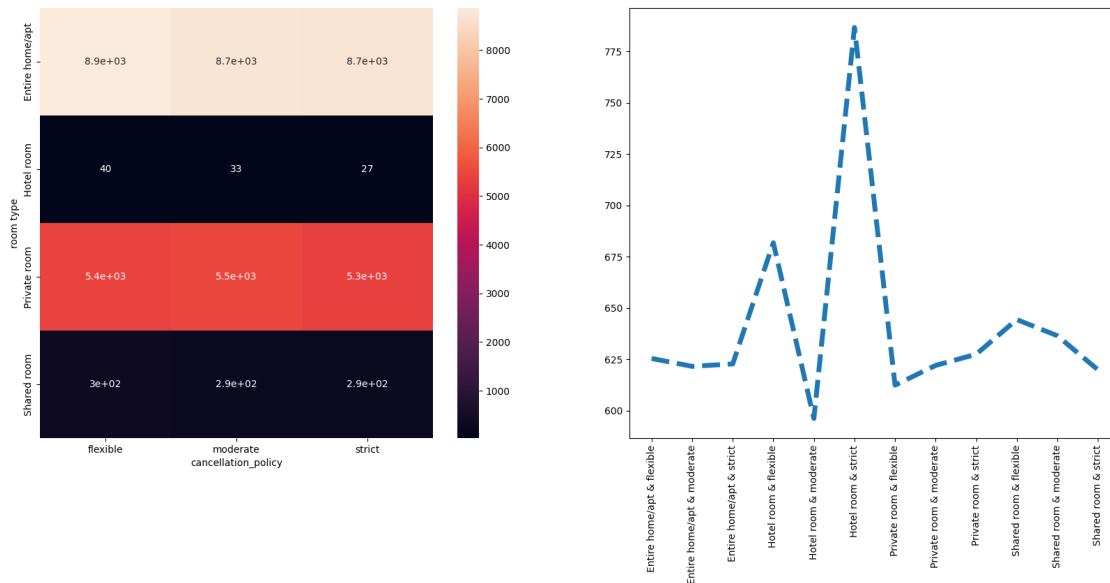 Entire home/apt
Hotel room
Private room
Shared room
room type
8.9e+03 8.7e+03 8.7e+03
40 33 27
5.4e+03 5.5e+03 5.3e+03
3e+02 2.9e+02 2.9e+02
flexible moderate strict
cancellation_policy
8000
7000
6000
5000
4000
3000
2000
1000
775
750
725
700
675
650
625
600
Entire home/apt & flexible
Entire home/apt & moderate
Entire home/apt & strict
Hotel room & flexible
Hotel room & moderate
Hotel room & strict
Private room & flexible
Private room & moderate
Private room & strict
Shared room & flexible
Shared room & moderate
Shared room & strict